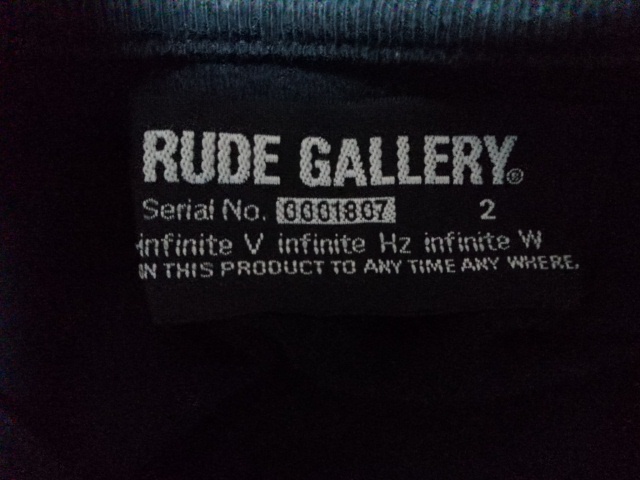 RUDE GALLERY®
Serial No. 0001807 2
infinite V infinite Hz infinite W
IN THIS PRODUCT TO ANY TIME ANY WHERE.